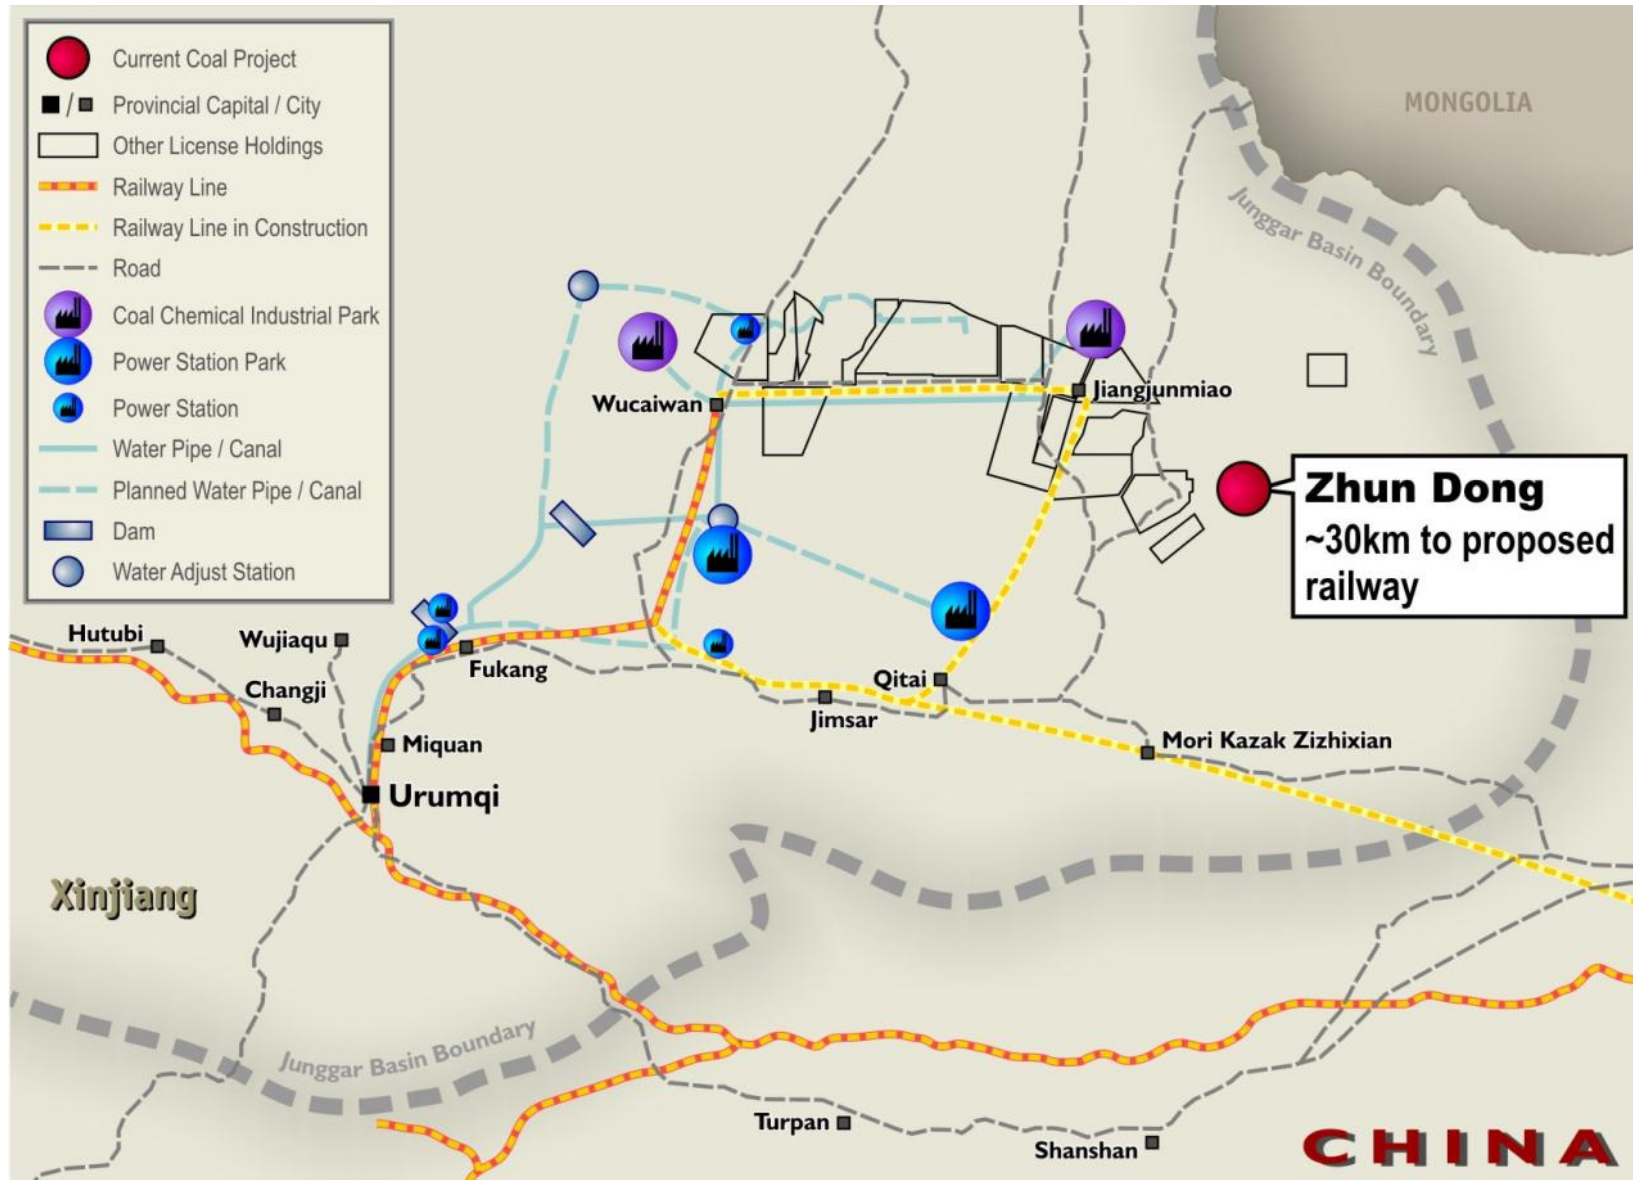 Current Coal Project
/ Provincial Capital / City
Other License Holdings
Railway Line
Railway Line in Construction
Road
Coal Chemical Industrial Park
Power Station Park
Power Station
Water Pipe / Canal
Planned Water Pipe / Canal
Dam
Water Adjust Station
MONGOLIA
Junggar Basin Boundary
Wucaiwan
Jiangjunmiao
Zhun Dong
~30km to proposed
railway
Hutubi
Wujiaqu
Fukang
Changji
Qitai
Jimsar
Miquan
Mori Kazak Zizhixian
Urumqi
Xinjiang
Junggar Basin Boundary
Turpan
Shanshan
CHINA